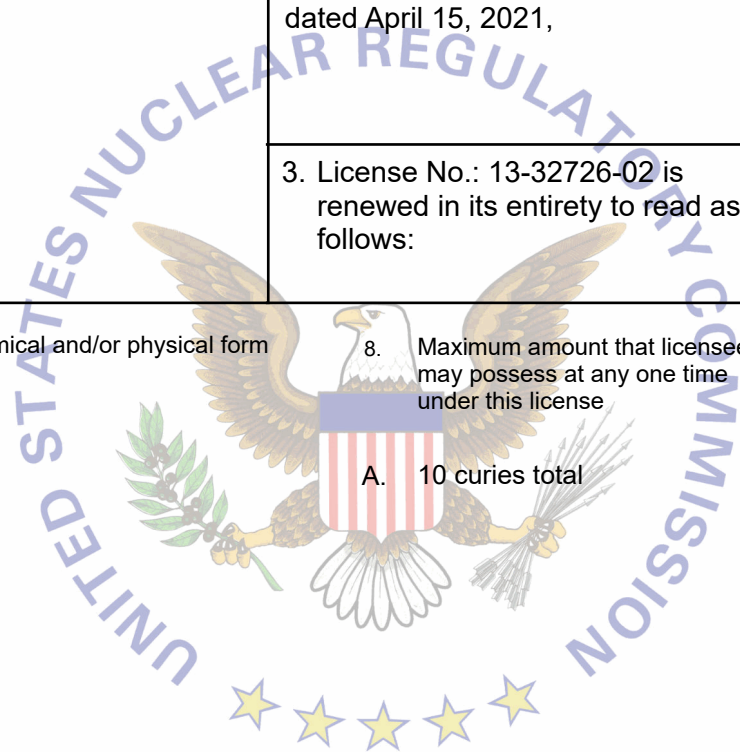 dated April 15, 2021,
3. License No.: 13-32726-02 is
renewed in its entirety to read as
follows:
mical and/or physical form
8. Maximum amount that licensee
may possess at any one time
under this license
A. 10 curies total
UNITED STATES NUCLEAR REGULATORY COMMISSION